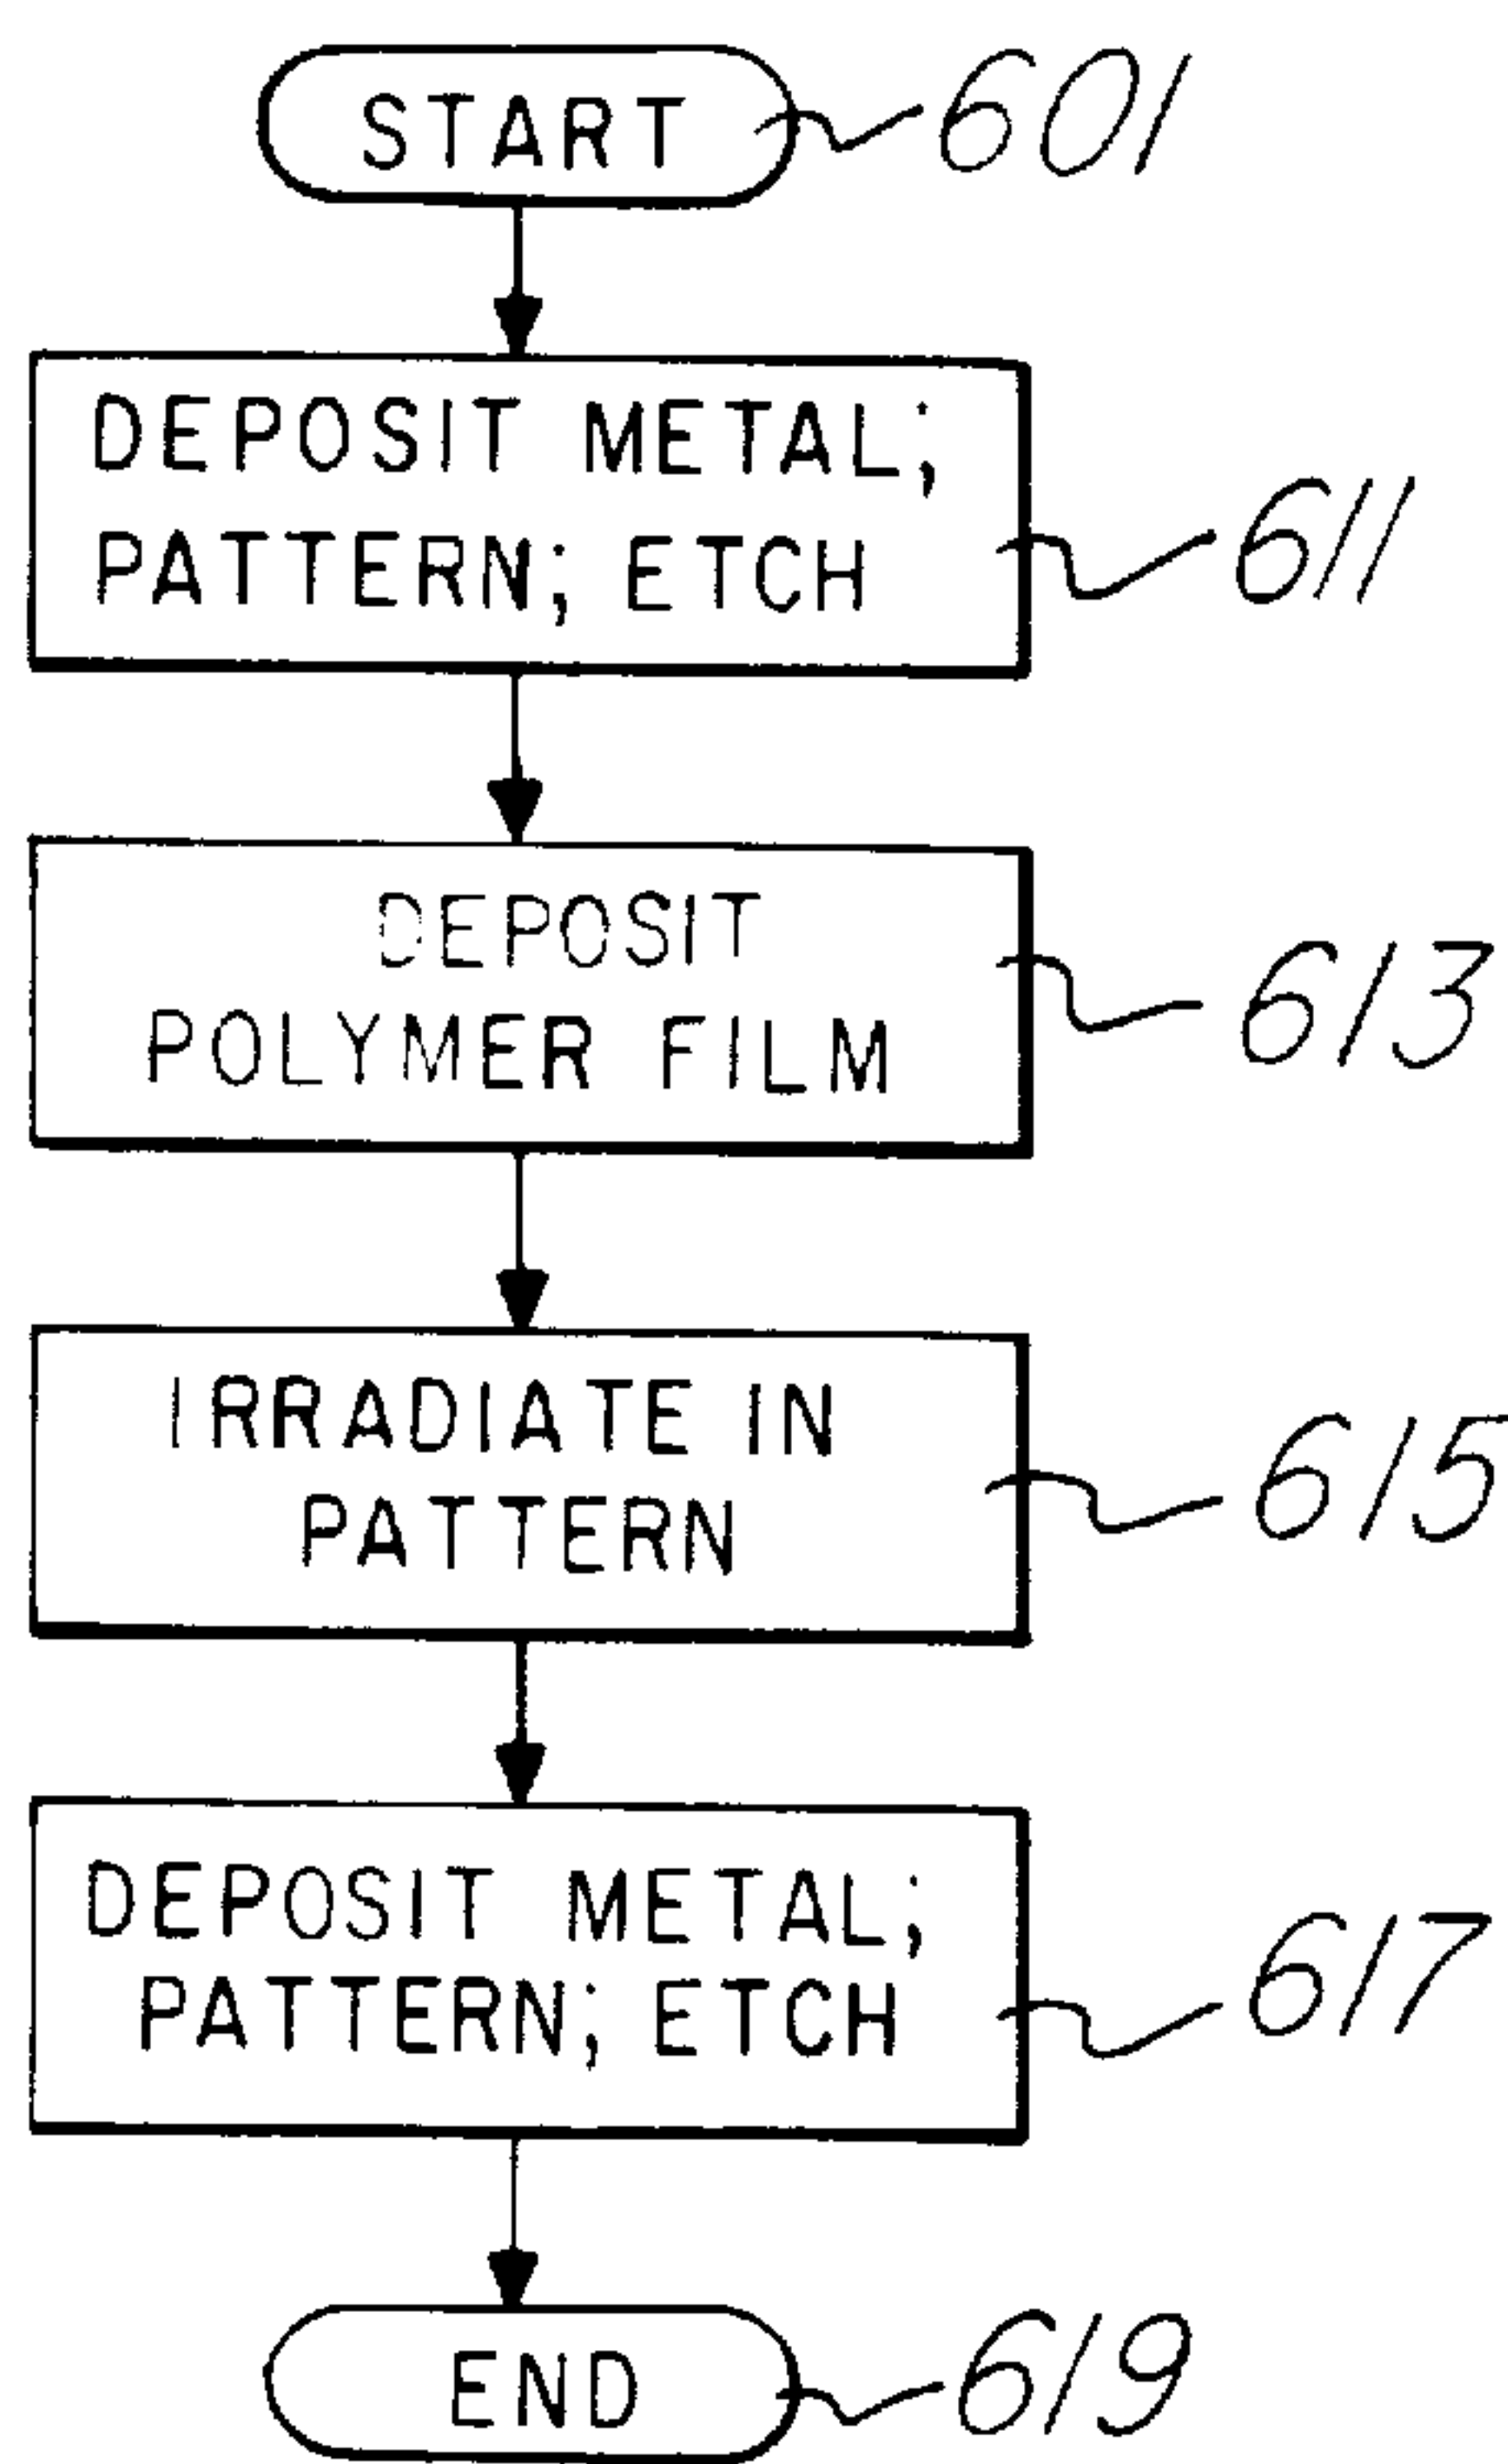 START
601
DEPOSIT METAL;
PATTERN; ETCH
611
DEPOSIT
POLYMER FILM
613
IRRADIATE IN
PATTERN
615
DEPOSIT METAL;
PATTERN; ETCH
617
END
619